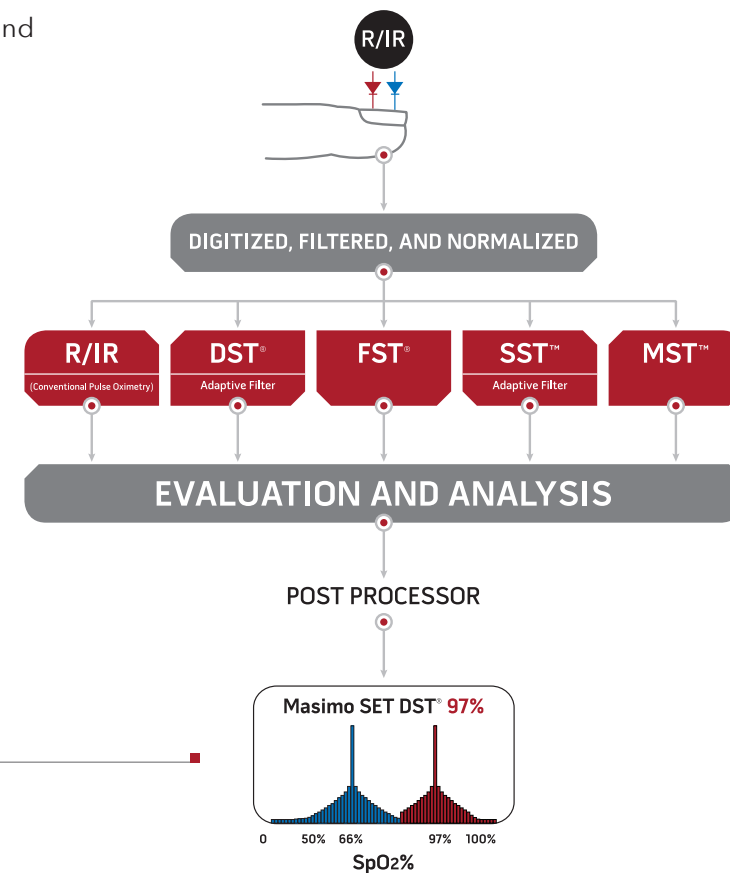 nd
R/IR
DIGITIZED, FILTERED, AND NORMALIZED
R/IR
(Conventional Pulse Oximetry)
DST®
Adaptive Filter
FST®
SST™
Adaptive Filter
MST™
EVALUATION AND ANALYSIS
POST PROCESSOR
Masimo SET DST® 97%
0 50% 66% 97% 100%
SpO2%